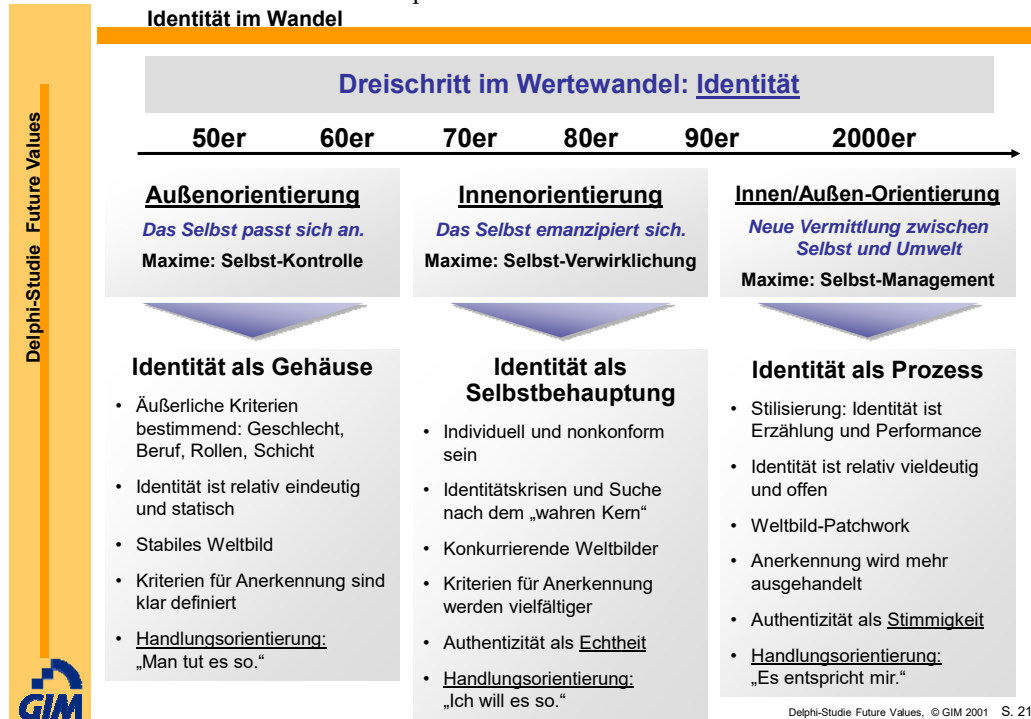 Identität im Wandel
Delphi-Studie Future Values
Dreischritt im Wertewandel: Identität
50er 60er 70er 80er 90er 2000er
Außenorientierung
Das Selbst passt sich an.
Maxime: Selbst-Kontrolle
Innenorientierung
Das Selbst emanzipiert sich.
Maxime: Selbst-Verwirklichung
Innen/Außen-Orientierung
Neue Vermittlung zwischen
Selbst und Umwelt
Maxime: Selbst-Management
Identität als Gehäuse
• Äußerliche Kriterien
bestimmend: Geschlecht,
Beruf, Rollen, Schicht
• Identität ist relativ eindeutig
und statisch
• Stabiles Weltbild
• Kriterien für Anerkennung sind
klar definiert
• Handlungsorientierung:
„Man tut es so.“
Identität als
Selbstbehauptung
• Individuell und nonkonform
sein
• Identitätskrisen und Suche
nach dem „wahren Kern“
• Konkurrierende Weltbilder
• Kriterien für Anerkennung
werden vielfältiger
• Authentizität als Echtheit
• Handlungsorientierung:
„Ich will es so.“
Identität als Prozess
• Stilisierung: Identität ist
Erzählung und Performance
• Identität ist relativ vieldeutig
und offen
• Weltbild-Patchwork
• Anerkennung wird mehr
ausgehandelt
• Authentizität als Stimmigkeit
• Handlungsorientierung:
„Es entspricht mir.“
GIM
Delphi-Studie Future Values, © GIM 2001 S. 21